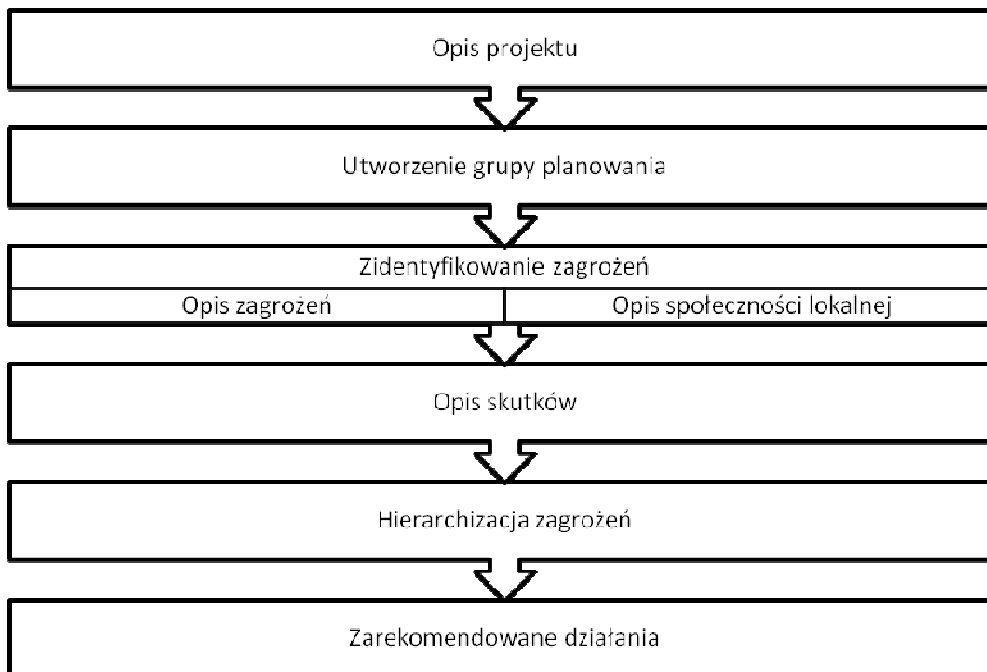 Opis projektu
Utworzenie grupy planowania
Zidentyfikowanie zagrożeń
Opis zagrożeń
Opis społeczności lokalnej
Opis skutków
Hierarchizacja zagrożeń
Zarekomendowane działania